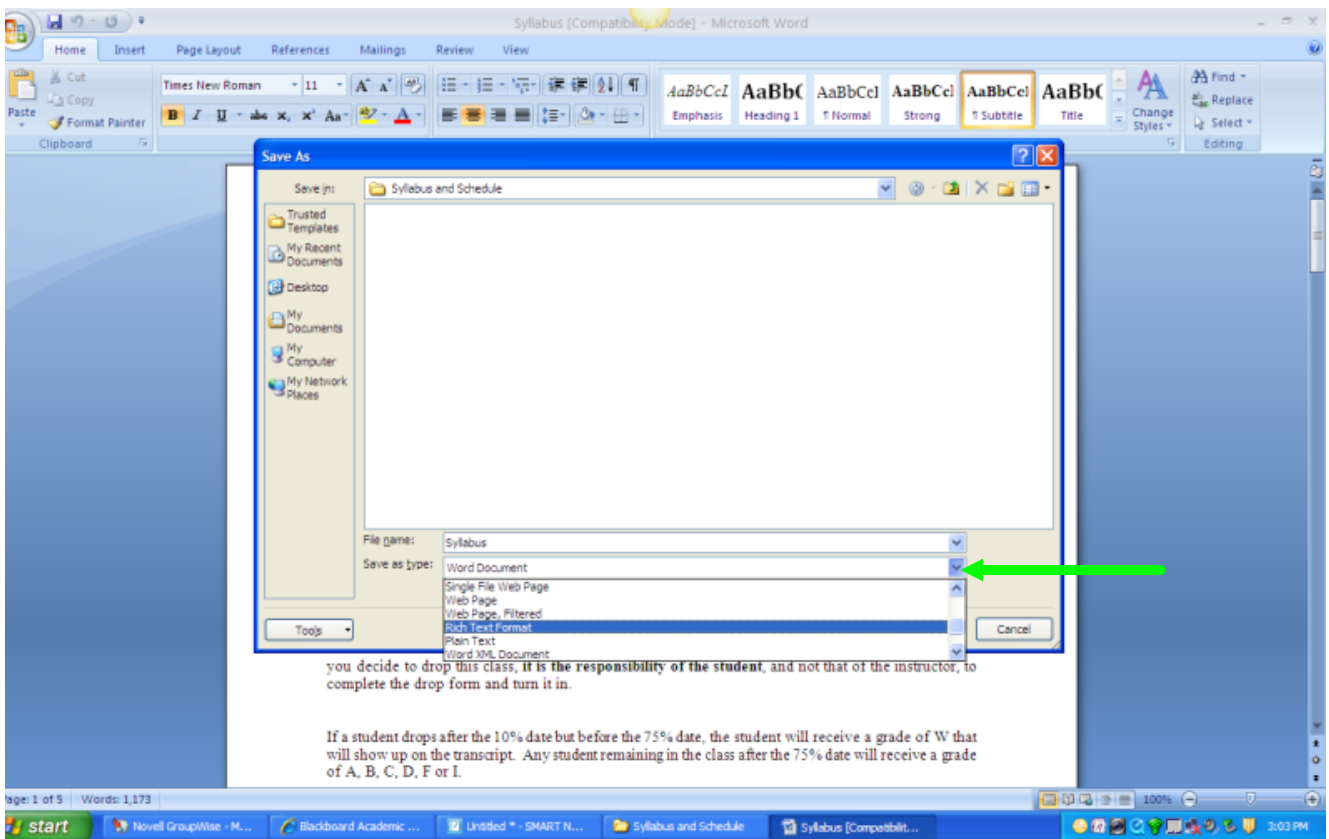 Syllabus [Compatibility Mode] - Microsoft Word
Home Insert Page Layout References Mailings Review View
Cut
Copy
Paste
Format Painter
Clipboard
Times New Roman 11
AaBbCcI AaBb( AaBbCcI AaBbCcl AaBbCcl AaBb(
Emphasis Heading 1 ¶ Normal Strong ¶ Subtitle Title
Change Styles
Find
Replace
Select
Editing
Save As
Save in: Syllabus and Schedule
Trusted
Templates
My Recent
Documents
Desktop
My
Documents
My
Computer
My Network
Places
File name: Syllabus
Save as type: Word Document
Single File Web Page
Web Page
Web Page, Filtered
Rich Text Format
Plain Text
Word XML Document
Tools Cancel
you decide to drop this class, it is the responsibility of the student, and not that of the instructor, to
complete the drop form and turn it in.
If a student drops after the 10% date but before the 75% date, the student will receive a grade of W that
will show up on the transcript. Any student remaining in the class after the 75% date will receive a grade
of A, B, C, D, F or I.
Page: 1 of 5 Words: 1,173 100%
start Novell GroupWise - M... Blackboard Academic ... Untitled * - SMART N... Syllabus and Schedule Syllabus [Compatibilit... 3:03 PM